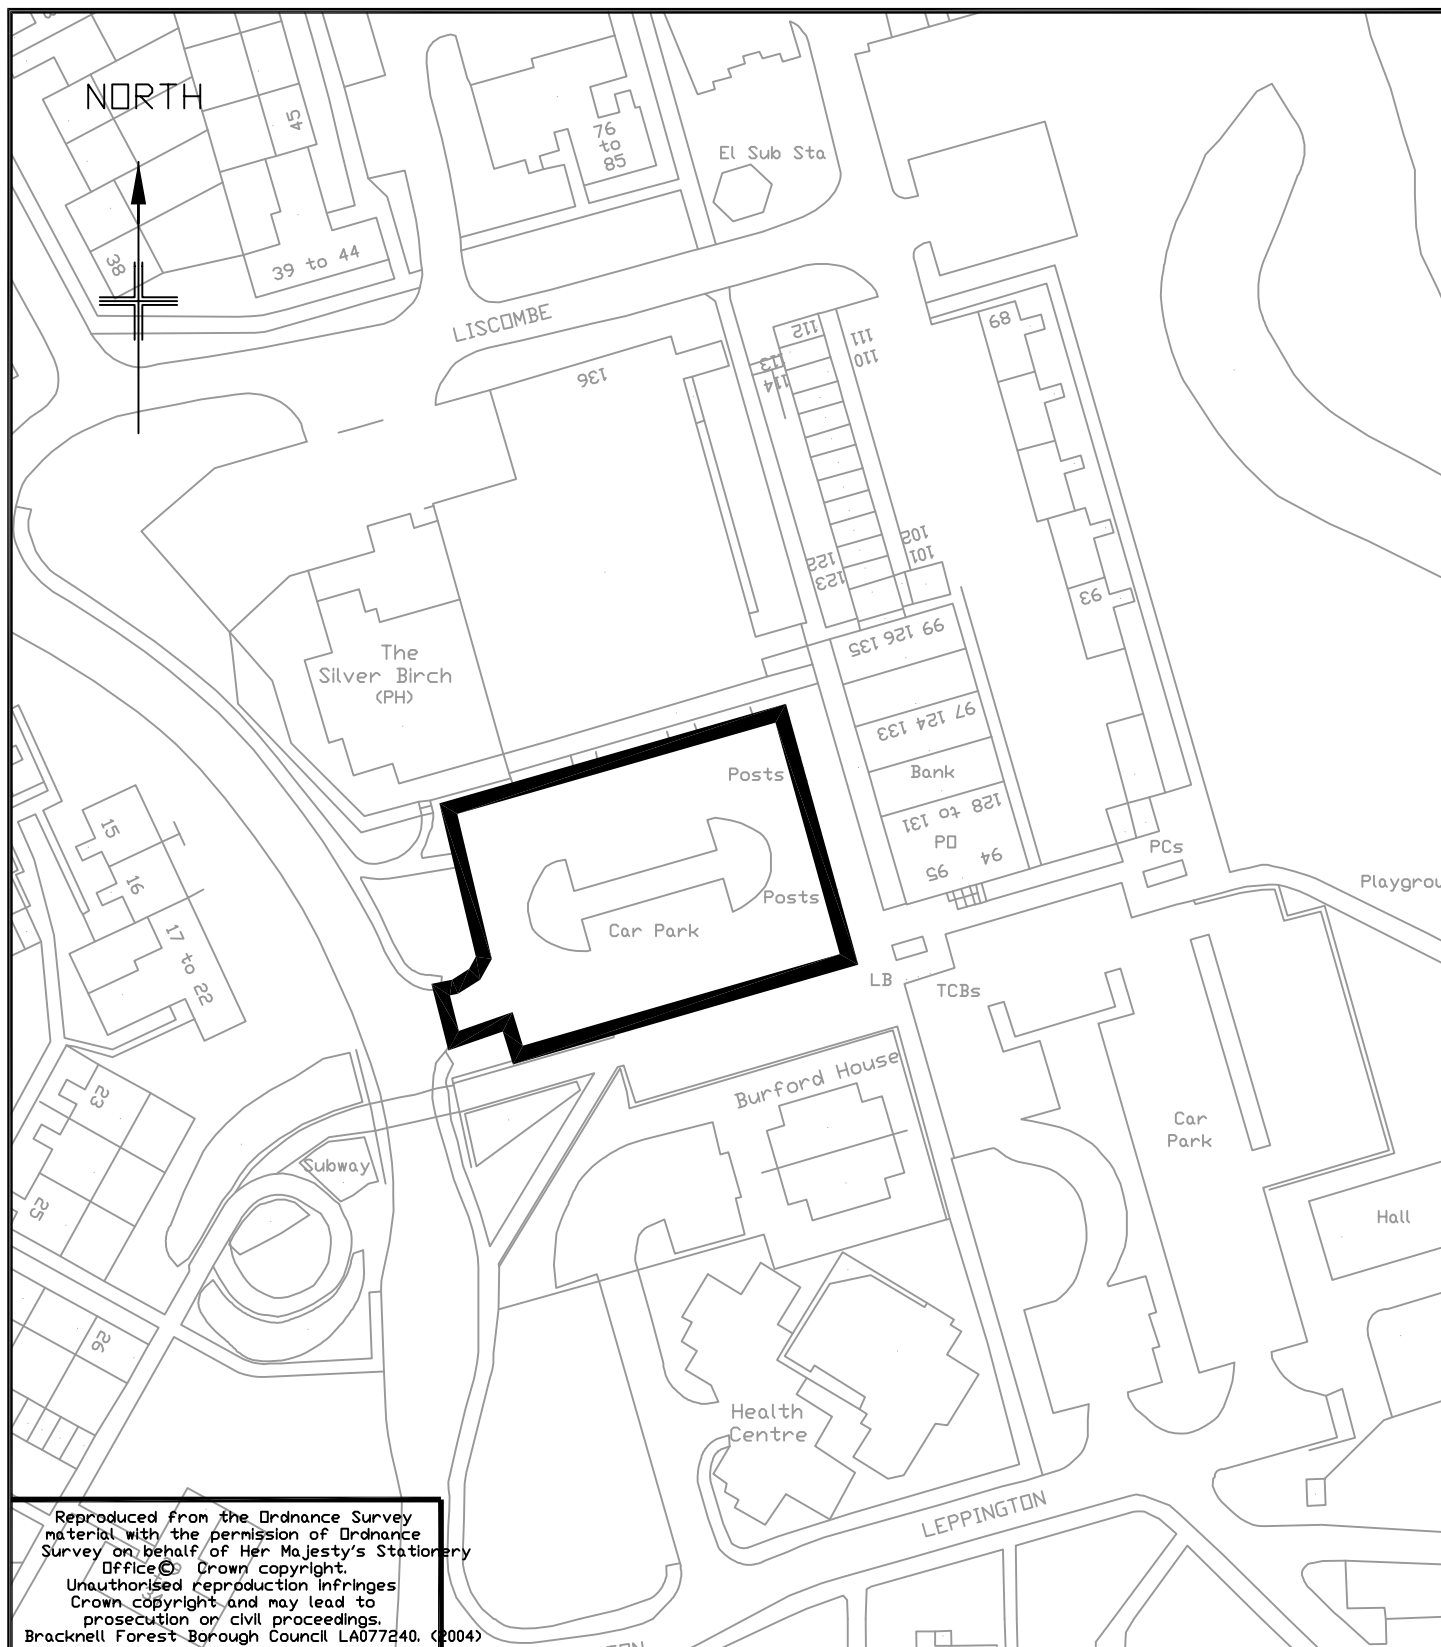 NORTH
45
76
to
85
El Sub Sta
38
39 to 44
LISCOMBE
136
112
111
110
113
114
89
102
101
122
123
93
The
Silver Birch
(PH)
99 126 135
97 124 133
Bank
128 to 131
PO
95
94
Posts
Posts
Car Park
PCs
Playgrou
LB
TCBs
15
16
17 to 22
23
25
26
Subway
Burford House
Car
Park
Hall
Health
Centre
LEPPINGTON
Reproduced from the Ordnance Survey
material with the permission of Ordnance
Survey on behalf of Her Majesty's Stationery
Office© Crown copyright.
Unauthorised reproduction infringes
Crown copyright and may lead to
prosecution or civil proceedings.
Bracknell Forest Borough Council LA077240. (2004)